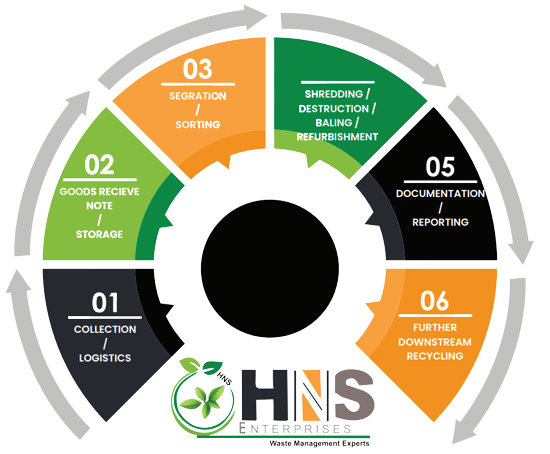 01
COLLECTION
/
LOGISTICS
02
GOODS RECIEVE
NOTE
/
STORAGE
03
SEGRATION
/
SORTING
SHREDDING /
DESTRUCTION /
BALING /
REFURBISHMENT
05
DOCUMENTATION
/
REPORTING
06
FURTHER
DOWNSTREAM
RECYCLING
HNS
HNS
ENTERPRISES
Waste Management Experts